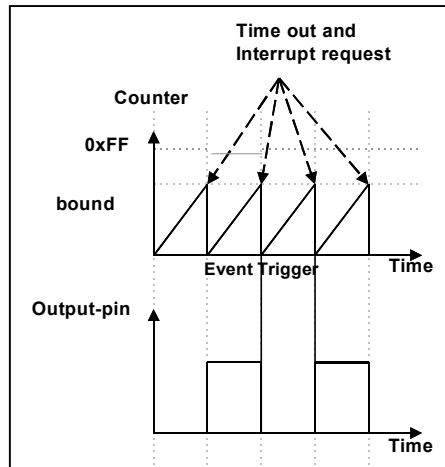 Time out and
Interrupt request
Counter
0xFF
bound
Event Trigger
Time
Output-pin
Time